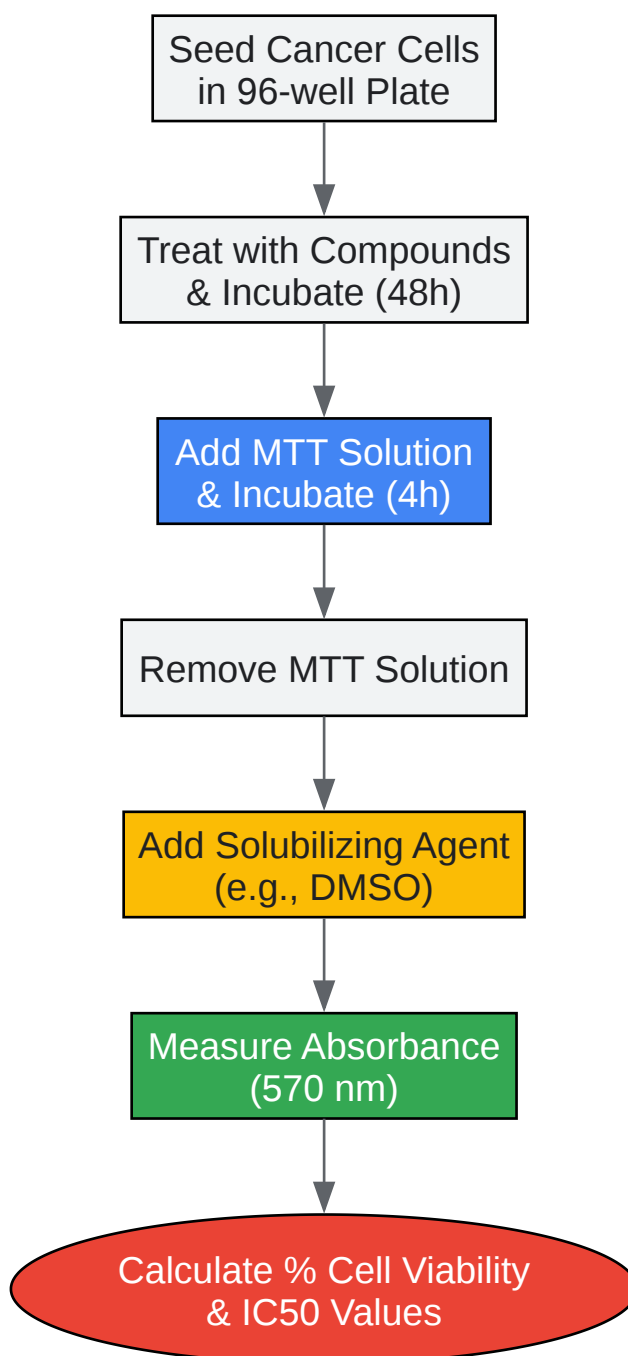 Seed Cancer Cells
in 96-well Plate
Treat with Compounds
& Incubate (48h)
Add MTT Solution
& Incubate (4h)
Remove MTT Solution
Add Solubilizing Agent
(e.g., DMSO)
Measure Absorbance
(570 nm)
Calculate % Cell Viability
& IC50 Values